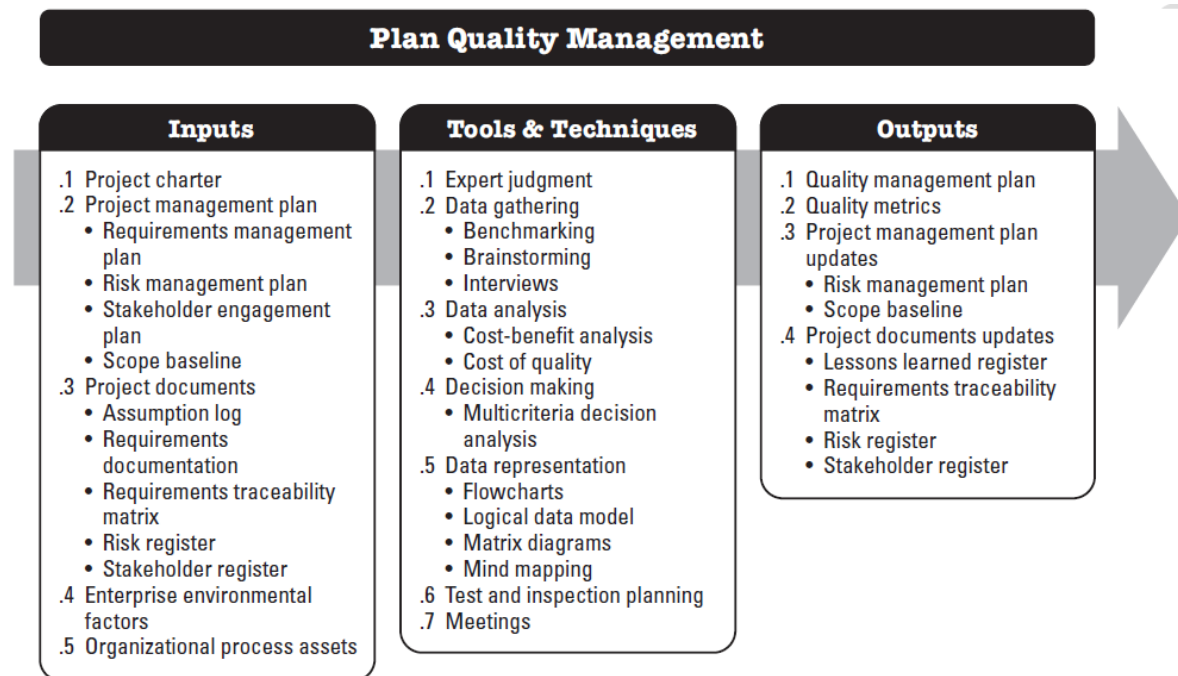 Plan Quality Management
Inputs
.1 Project charter
.2 Project management plan
• Requirements management
plan
• Risk management plan
• Stakeholder engagement
plan
• Scope baseline
.3 Project documents
• Assumption log
• Requirements
documentation
• Requirements traceability
matrix
• Risk register
• Stakeholder register
.4 Enterprise environmental
factors
.5 Organizational process assets
Tools & Techniques
.1 Expert judgment
.2 Data gathering
• Benchmarking
• Brainstorming
• Interviews
.3 Data analysis
• Cost-benefit analysis
• Cost of quality
.4 Decision making
• Multicriteria decision
analysis
.5 Data representation
• Flowcharts
• Logical data model
• Matrix diagrams
• Mind mapping
.6 Test and inspection planning
.7 Meetings
Outputs
.1 Quality management plan
.2 Quality metrics
.3 Project management plan
updates
• Risk management plan
• Scope baseline
.4 Project documents updates
• Lessons learned register
• Requirements traceability
matrix
• Risk register
• Stakeholder register